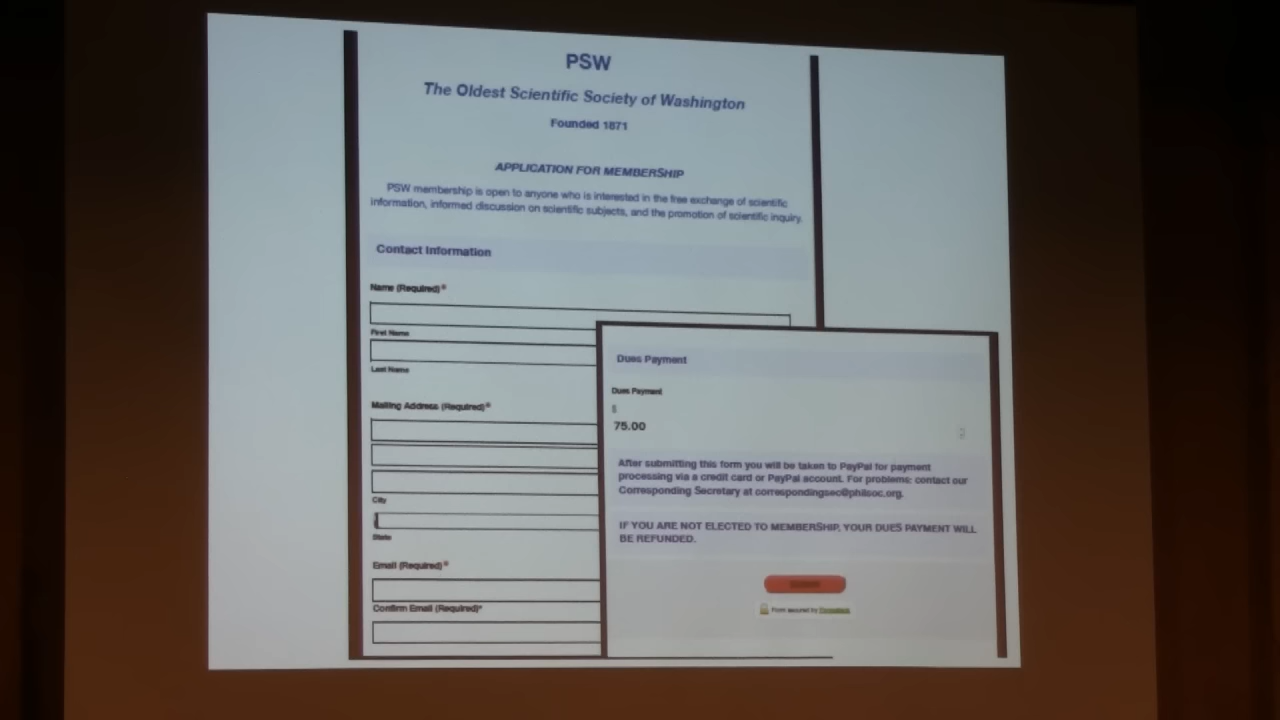 PSW
The Oldest Scientific Society of Washington
Founded 1871
APPLICATION FOR MEMBERSHIP
PSW membership is open to anyone who is interested in the free exchange of scientific
information, informed discussion on scientific subjects, and the promotion of scientific inquiry.
Contact Information
Name (Required)*
First Name
Last Name
Mailing Address (Required)*
City
State
Email (Required)*
Confirm Email (Required)*
Dues Payment
Dues Payment
$
75.00
After submitting this form you will be taken to PayPal for payment
processing via a credit card or PayPal account. For problems: contact our
Corresponding Secretary at correspondingsec@philsoc.org.
IF YOU ARE NOT ELECTED TO MEMBERSHIP, YOUR DUES PAYMENT WILL
BE REFUNDED.
Form secured by